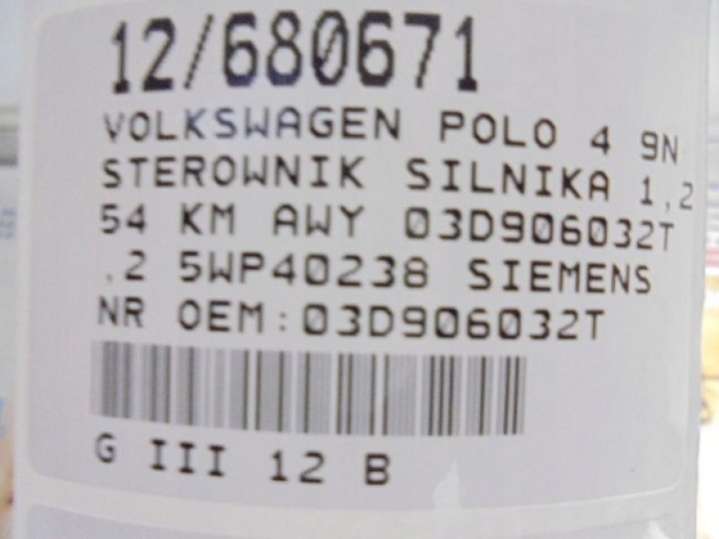 12/680671
VOLKSWAGEN POLO 4 9N
STEROWNIK SILNIKA 1,2
54 KM AWY 03D906032T
.2 5WP40238 SIEMENS
NR OEM:03D906032T
G III 12 B